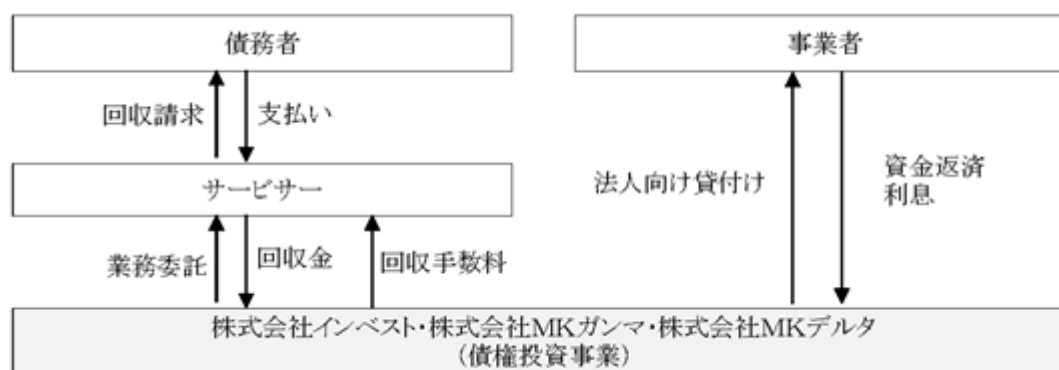 債務者
事業者
回収請求
支払い
サービサー
法人向け貸付け
資金返済
利息
業務委託
回収金
回収手数料
株式会社インベスト・株式会社MKガンマ・株式会社MKデルタ
（債権投資事業）